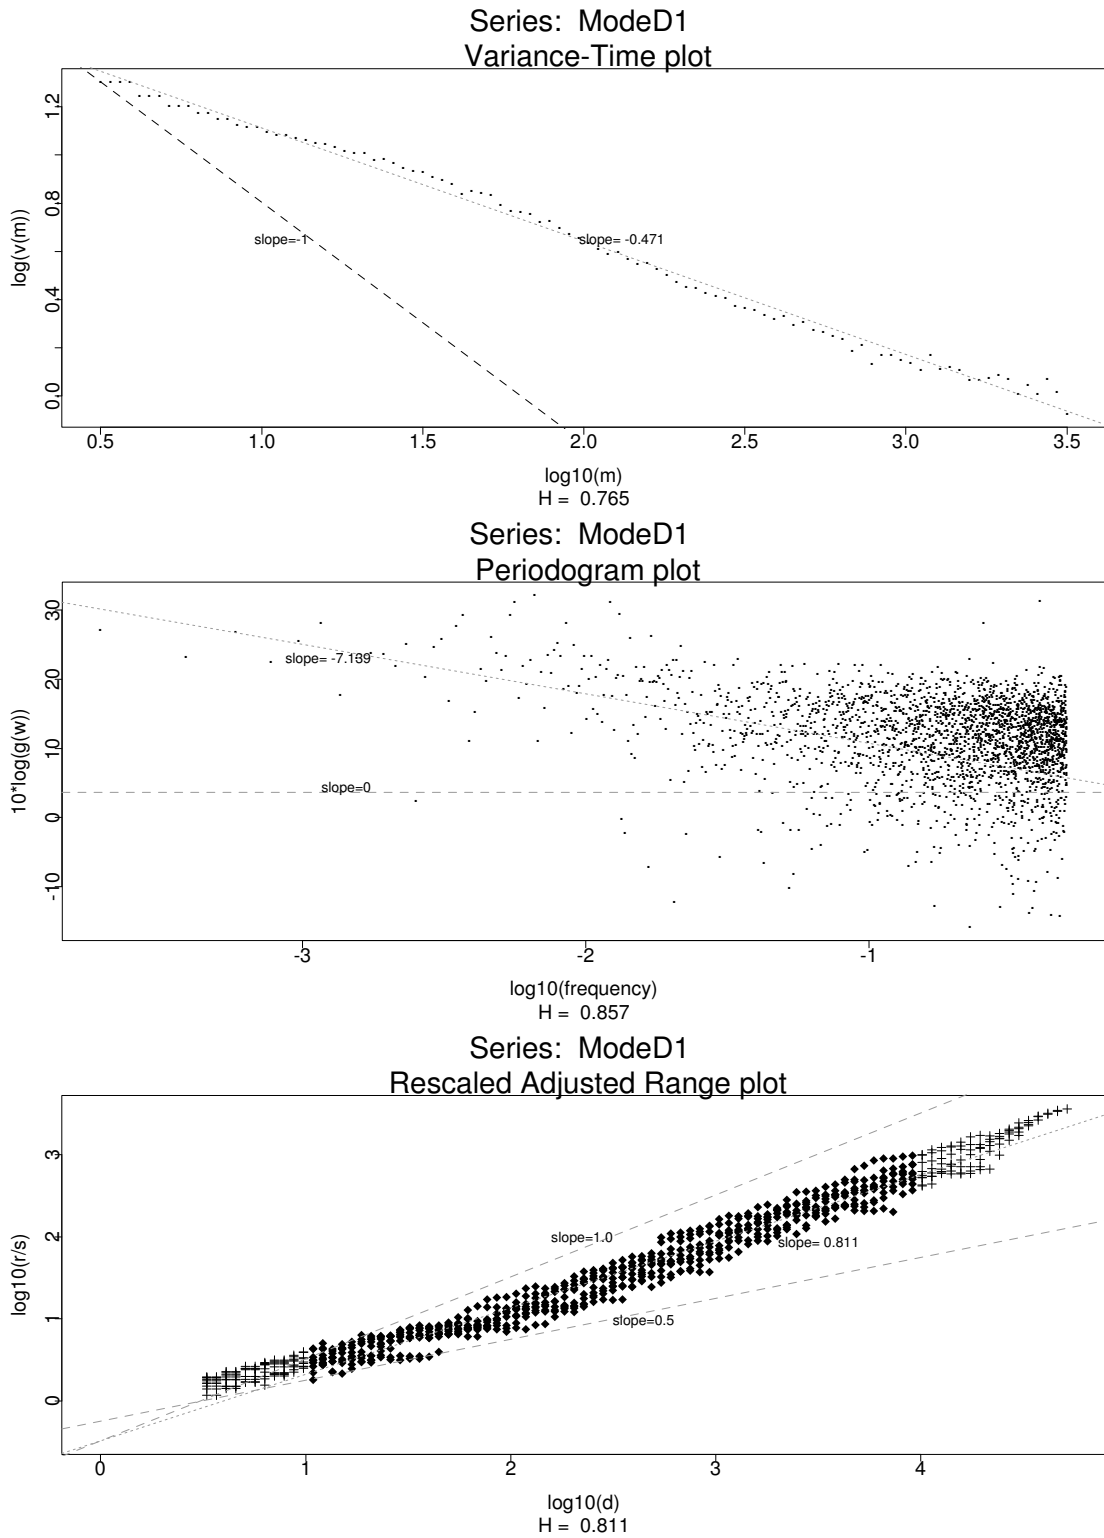 Series: ModeD1
Variance-Time plot
log(v(m))
1.2
0.8
0.4
0.0
slope=-1
slope= -0.471
0.5 1.0 1.5 2.0 2.5 3.0 3.5
log10(m)
H = 0.765
Series: ModeD1
Periodogram plot
10*log(g(w))
30
20
10
0
-10
slope= -7.139
slope=0
-3 -2 -1
log10(frequency)
H = 0.857
Series: ModeD1
Rescaled Adjusted Range plot
log10(r/s)
3
2
1
0
slope=1.0
slope= 0.811
slope=0.5
0 1 2 3 4
log10(d)
H = 0.811